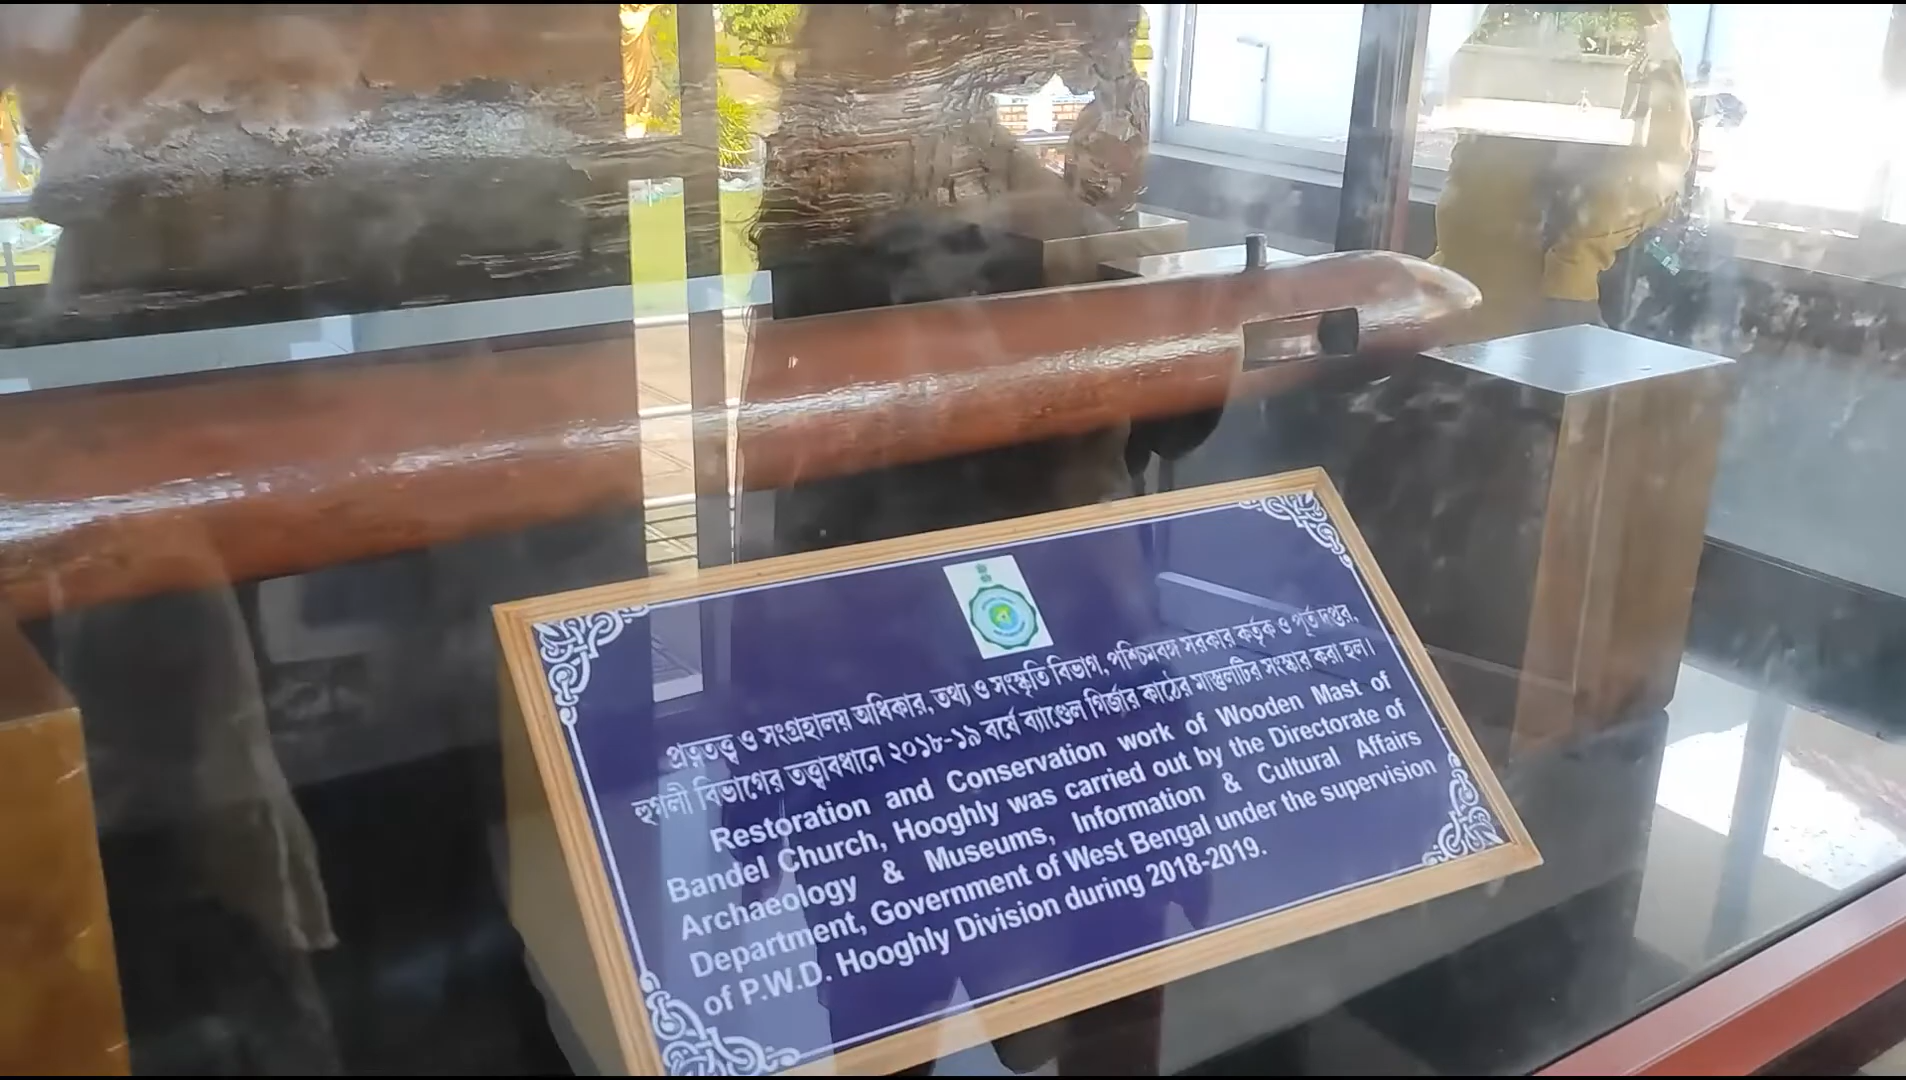 প্রত্নতত্ত্ব ও সংগ্রহালয় অধিকার, তথ্য ও সংস্কৃতি বিভাগ, পশ্চিমবঙ্গ সরকার কর্তৃক ও পূর্ত দপ্তর,
হুগলী বিভাগের তত্ত্বাবধানে ২০১৮-১৯ বর্ষে ব্যাণ্ডেল গির্জার কাঠের মাস্তুলটির সংস্কার করা হল।
Restoration and Conservation work of Wooden Mast of
Bandel Church, Hooghly was carried out by the Directorate of
Archaeology & Museums, Information & Cultural Affairs
Department, Government of West Bengal under the supervision
of P.W.D. Hooghly Division during 2018-2019.